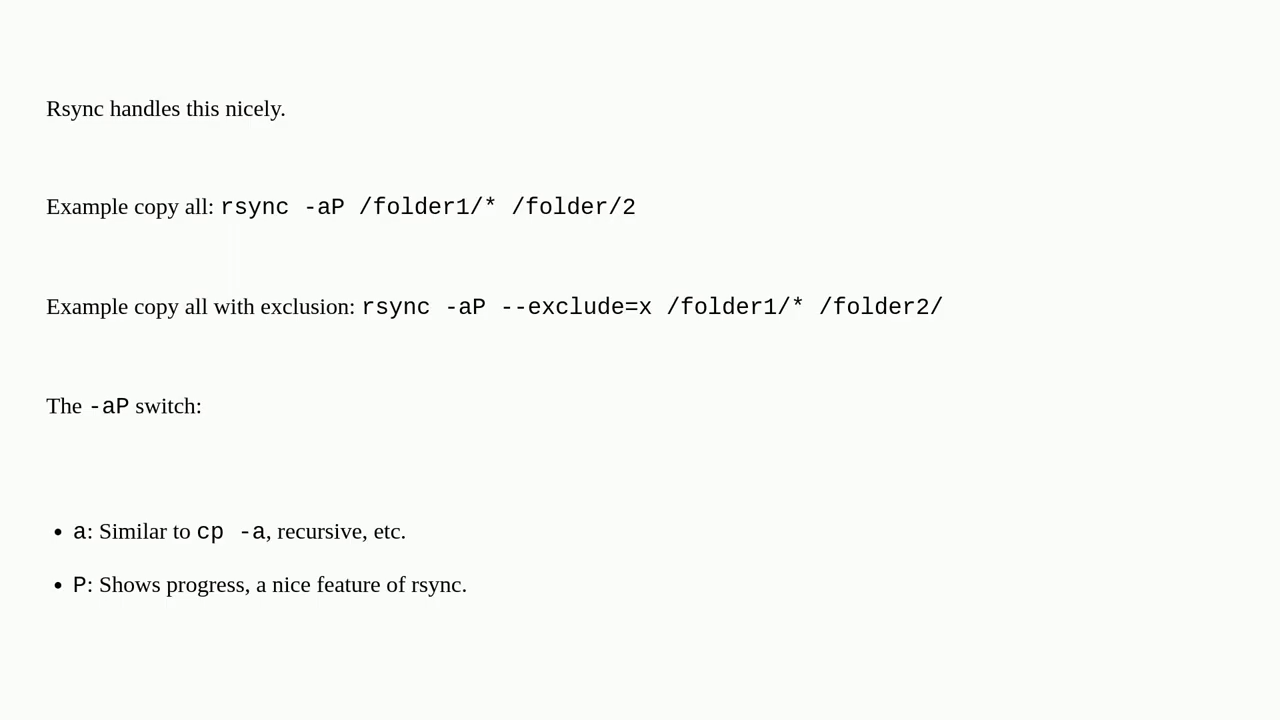 Rsync handles this nicely.
Example copy all: rsync -aP /folder1/* /folder/2
Example copy all with exclusion: rsync -aP --exclude=x /folder1/* /folder2/
The -aP switch:
• a: Similar to cp -a, recursive, etc.
• P: Shows progress, a nice feature of rsync.